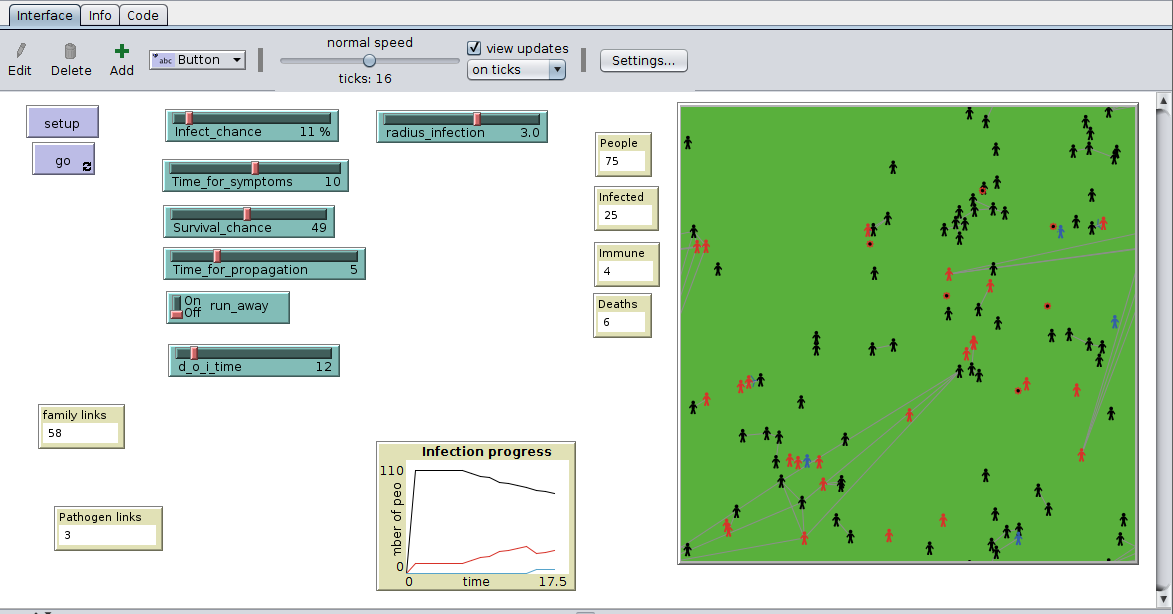 Interface Info Code
normal speed
view updates
Edit Delete Add abc Button on ticks Settings...
ticks: 16
setup
go
Infect_chance 11 %
radius_infection 3.0
Time_for_symptoms 10
Survival_chance 49
Time_for_propagation 5
On
Off
run_away
d_o_i_time 12
People
75
Infected
25
Immune
4
Deaths
6
family links
58
Pathogen links
3
Infection progress
110
mber of peo
0
0 time 17.5